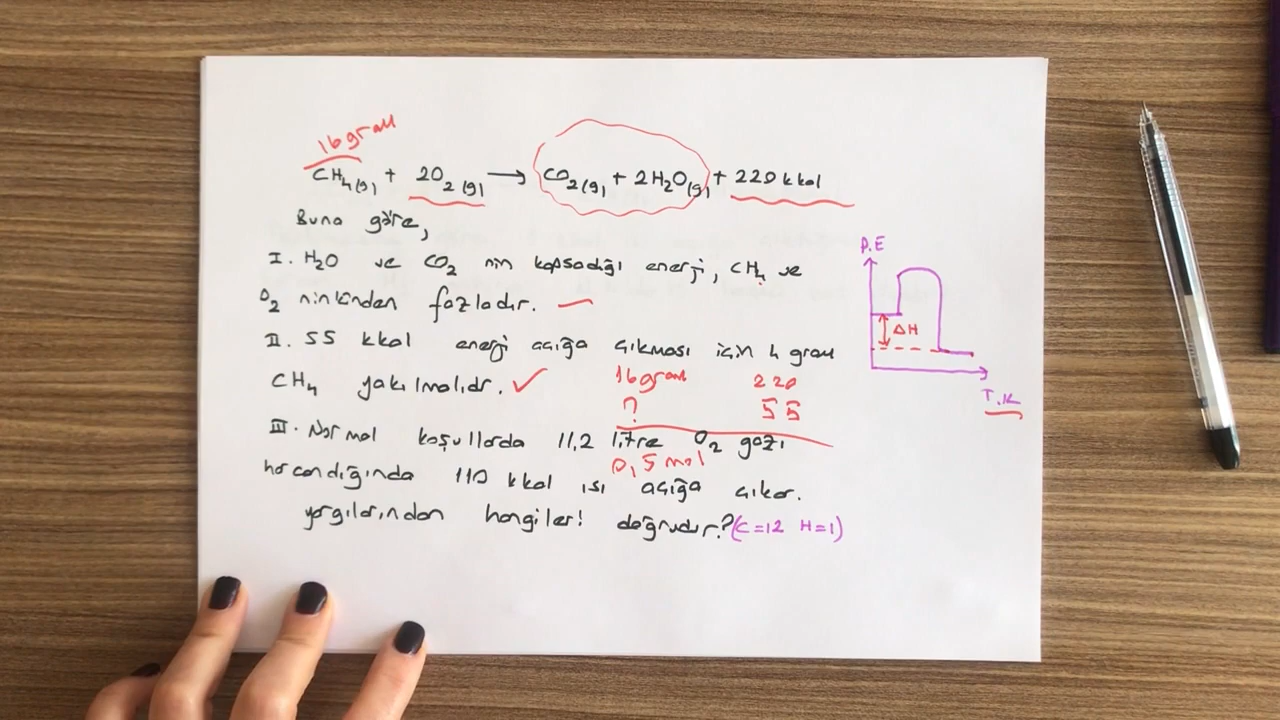 16 gram
CH4(g) + 2O2(g) → CO2(g) + 2H2O(g) + 220 kkal
Buna göre,
I. H2O ve CO2 nin kapsadığı enerji, CH4 ve
O2 ninkinden fazladır. —
II. 55 kkal enerji açığa çıkması için 4 gram
CH4 yakılmalıdr. ✓
16 gram 220
? 55
III. Normal koşullarda 11,2 litre O2 gazı
0,5 mol
harcandığında 110 kkal ısı açığa çıkar.
yargılarından hangileri doğrudur? (C=12 H=1)
P.E
ΔH
T.K